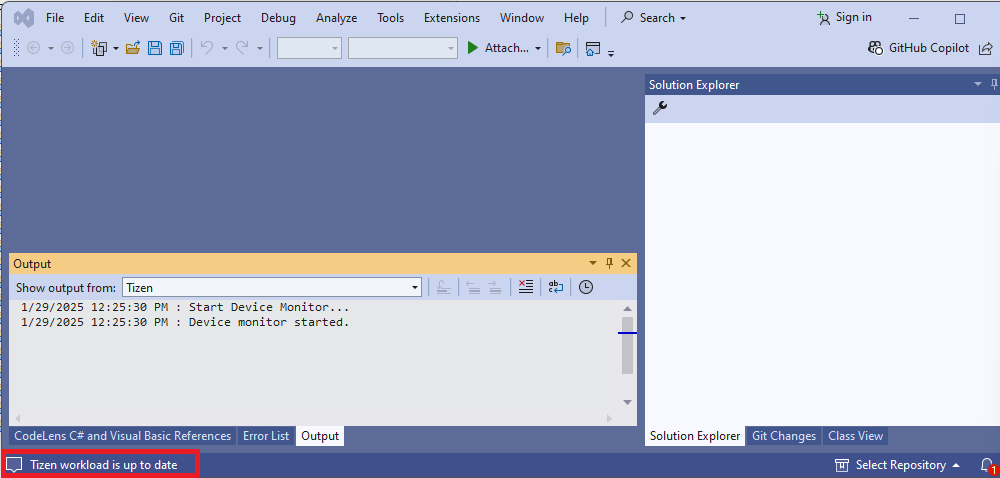 File Edit View Git Project Debug Analyze Tools Extensions Window Help Search Sign in
Attach... GitHub Copilot
Solution Explorer
Output
Show output from: Tizen
1/29/2025 12:25:30 PM : Start Device Monitor...
1/29/2025 12:25:30 PM : Device monitor started.
CodeLens C# and Visual Basic References Error List Output
Solution Explorer Git Changes Class View
Tizen workload is up to date Select Repository 1